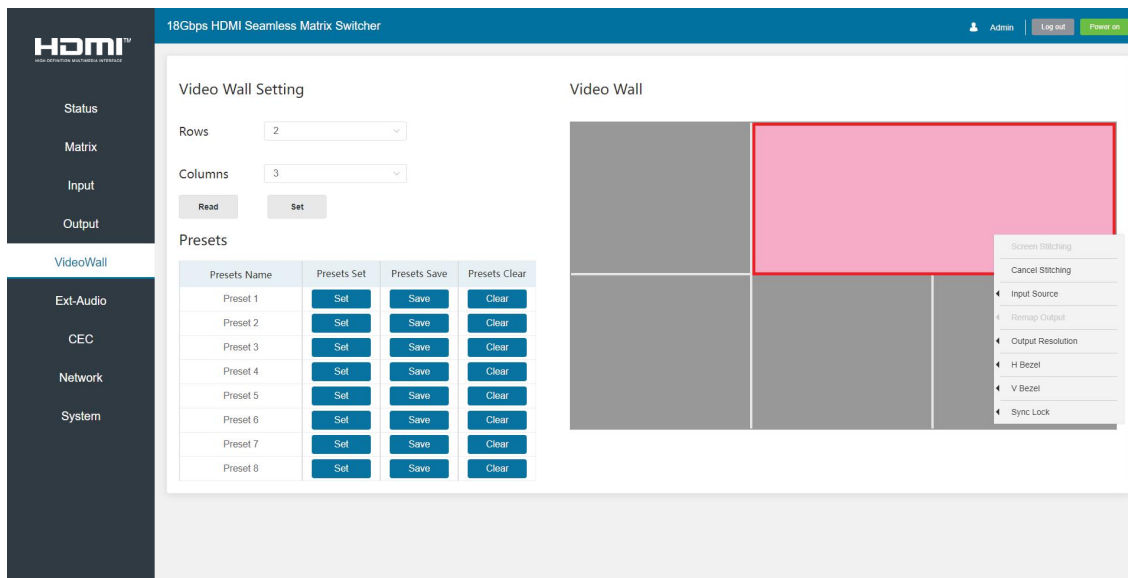 18Gbps HDMI Seamless Matrix Switcher
Admin
Log out
Power on
HDMI™
HIGH-DEFINITION MULTIMEDIA INTERFACE
Status
Matrix
Input
Output
VideoWall
Ext-Audio
CEC
Network
System
Video Wall Setting
Rows 2
Columns 3
Read Set
Presets
Presets Name Presets Set Presets Save Presets Clear
Preset 1 Set Save Clear
Preset 2 Set Save Clear
Preset 3 Set Save Clear
Preset 4 Set Save Clear
Preset 5 Set Save Clear
Preset 6 Set Save Clear
Preset 7 Set Save Clear
Preset 8 Set Save Clear
Video Wall
Screen Stitching
Cancel Stitching
Input Source
Remap Output
Output Resolution
H Bezel
V Bezel
Sync Lock